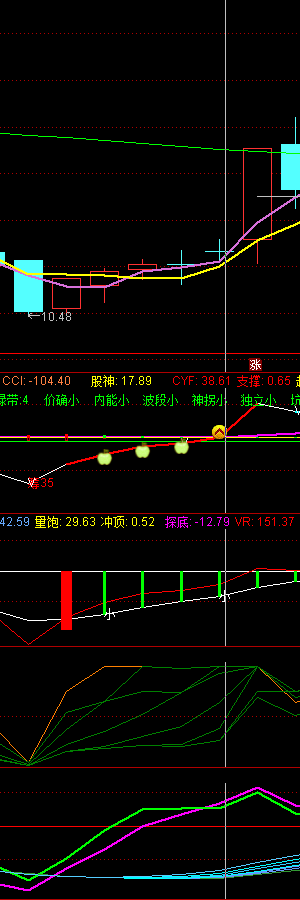 ←10.48
涨
CCI: -104.40 股神: 17.89 CYF: 38.61 支撑: 0.65
绿带:4 价确小 内能小 波段小 神拐小 独立小 坑
35
42.59 量饱: 29.63 冲顶: 0.52 探底: -12.79 VR: 151.37
小
小